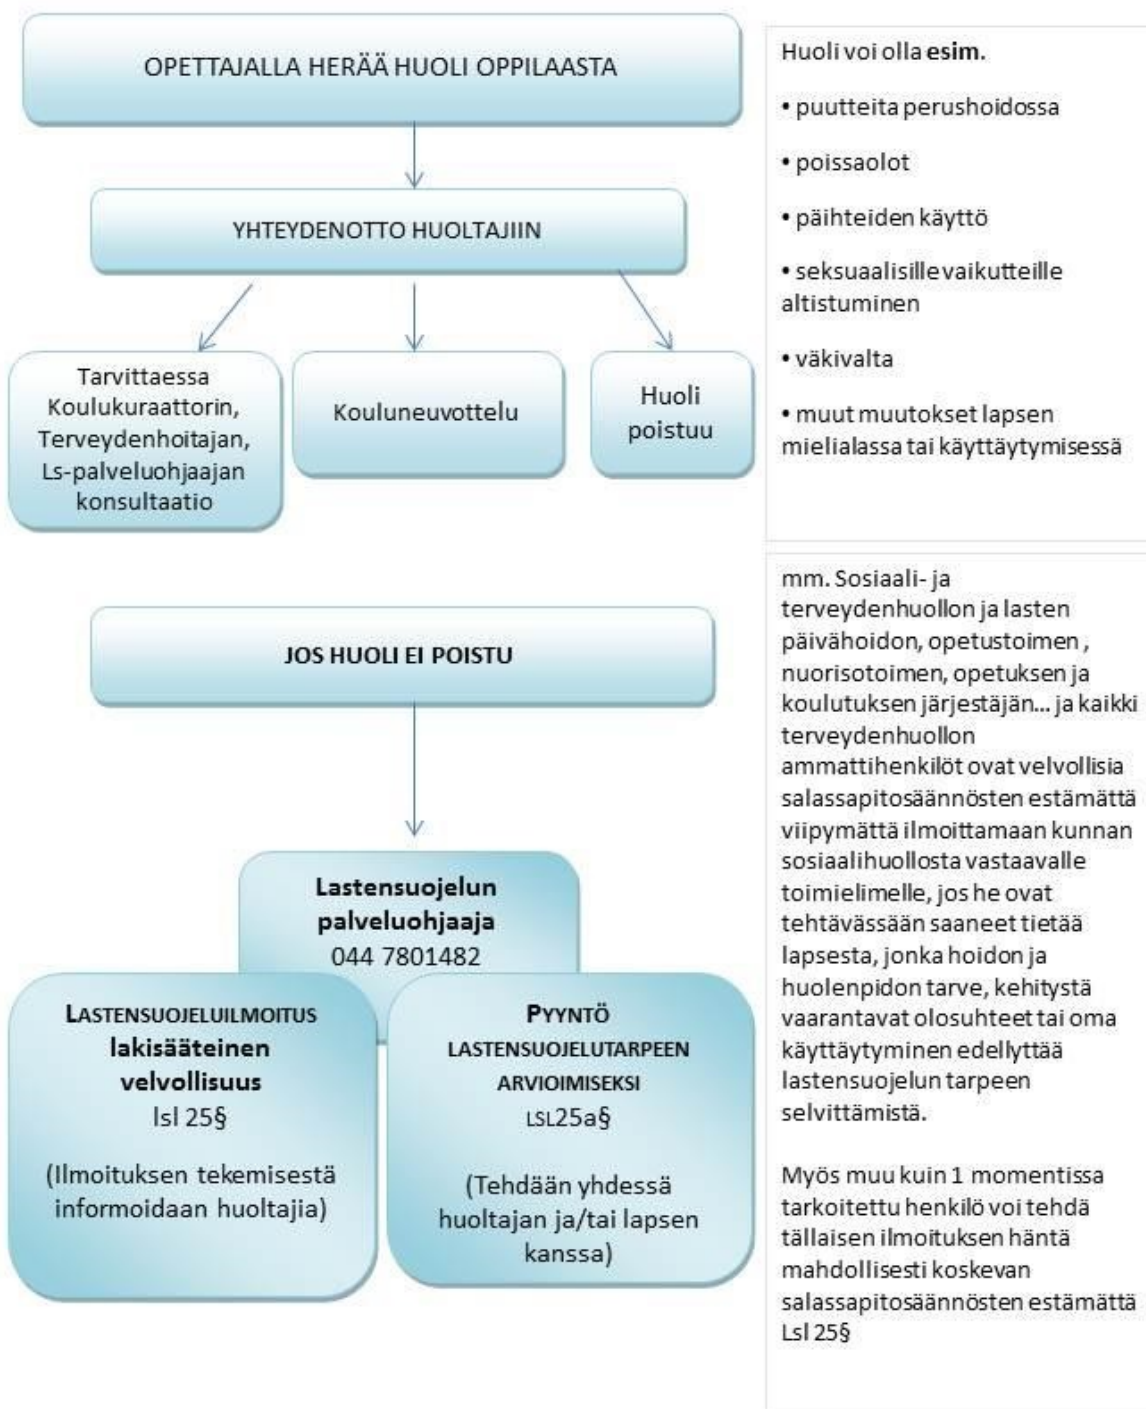 OPETTAJALLA HERÄÄ HUOLI OPPILAASTA
YHTEYDENOTTO HUOLTAJIIN
Tarvittaessa
Koulukuraattorin,
Terveydenhoitajan,
Ls-palveluohjaajan
konsultaatio
Kouluneuvottelu
Huoli
poistuu
JOS HUOLI EI POISTU
Lastensuojelun
palveluohjaaja
044 7801482
LASTENSUOJELUILMOITUS
lakisääteinen
velvollisuus
lsl 25§
(Ilmoituksen tekemisestä
informoidaan huoltajia)
PYYNTÖ
LASTENSUOJELUTARPEEN
ARVIOIMISEKSI
LSL25a§
(Tehdään yhdessä
huoltajan ja/tai lapsen
kanssa)
Huoli voi olla esim.
• puutteita perushoidossa
• poissaolot
• päihteiden käyttö
• seksuaalisille vaikutteille
altistuminen
• väkivalta
• muut muutokset lapsen
mielialassa tai käyttäytymisessä
mm. Sosiaali- ja
terveydenhuollon ja lasten
päivähoidon, opetustoimen ,
nuorisotoimen, opetuksen ja
koulutuksen järjestäjän... ja kaikki
terveydenhuollon
ammattihenkilöt ovat velvollisia
salassapitosäännösten estämättä
viipymättä ilmoittamaan kunnan
sosiaalihuollosta vastaavalle
toimielimelle, jos he ovat
tehtävässään saaneet tietää
lapsesta, jonka hoidon ja
huolenpidon tarve, kehitystä
vaarantavat olosuhteet tai oma
käyttäytyminen edellyttää
lastensuojelun tarpeen
selvittämistä.
Myös muu kuin 1 momentissa
tarkoitettu henkilö voi tehdä
tällaisen ilmoituksen häntä
mahdollisesti koskevan
salassapitosäännösten estämättä
Lsl 25§